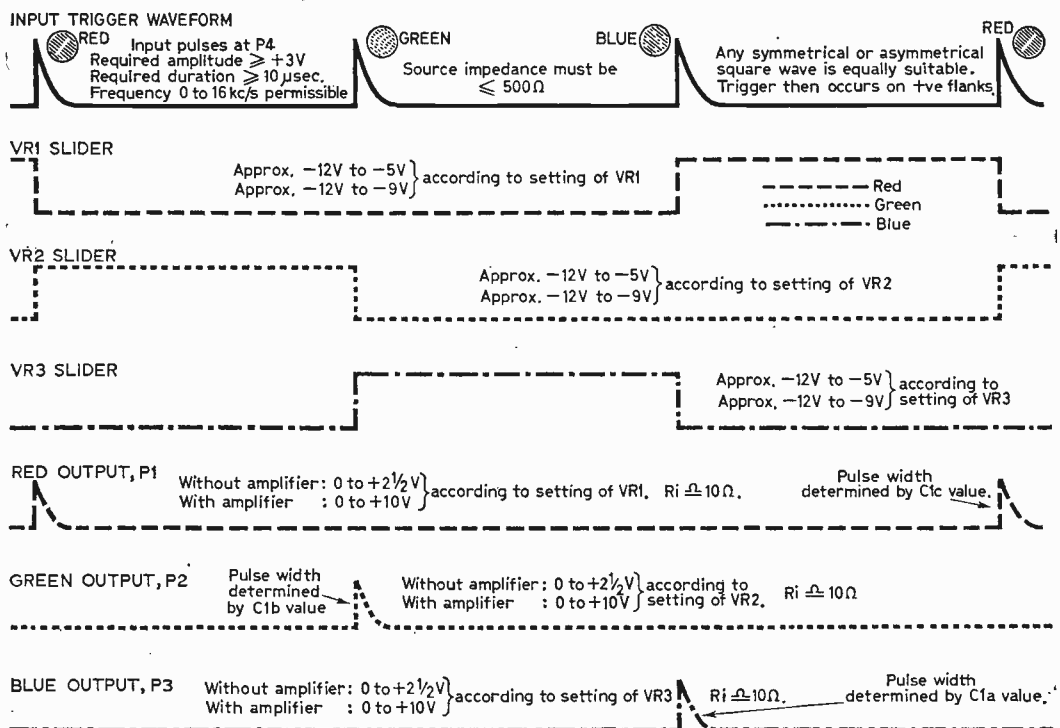 INPUT TRIGGER WAVEFORM
RED
Input pulses at P4
Required amplitude ⩾ +3V
Required duration ⩾ 10 µsec.
Frequency 0 to 16 kc/s permissible
GREEN
Source impedance must be
⩽ 500Ω
BLUE
Any symmetrical or asymmetrical
square wave is equally suitable.
Trigger then occurs on +ve flanks.
RED
VR1 SLIDER
Approx. −12V to −5V
Approx. −12V to −9V
according to setting of VR1
Red
Green
Blue
VR2 SLIDER
Approx. −12V to −5V
Approx. −12V to −9V
according to setting of VR2
VR3 SLIDER
Approx. −12V to −5V
Approx. −12V to −9V
according to
setting of VR3
RED OUTPUT, P1
Without amplifier: 0 to +2½V
With amplifier : 0 to +10V
according to setting of VR1. Ri ≏ 10Ω.
Pulse width
determined by C1c value.
GREEN OUTPUT, P2
Pulse width
determined
by C1b value
Without amplifier: 0 to +2½V
With amplifier : 0 to +10V
according to
setting of VR2.
Ri ≏ 10Ω
BLUE OUTPUT, P3
Without amplifier: 0 to +2½V
With amplifier : 0 to +10V
according to setting of VR3
Ri ≏ 10Ω.
Pulse width
determined by C1a value.